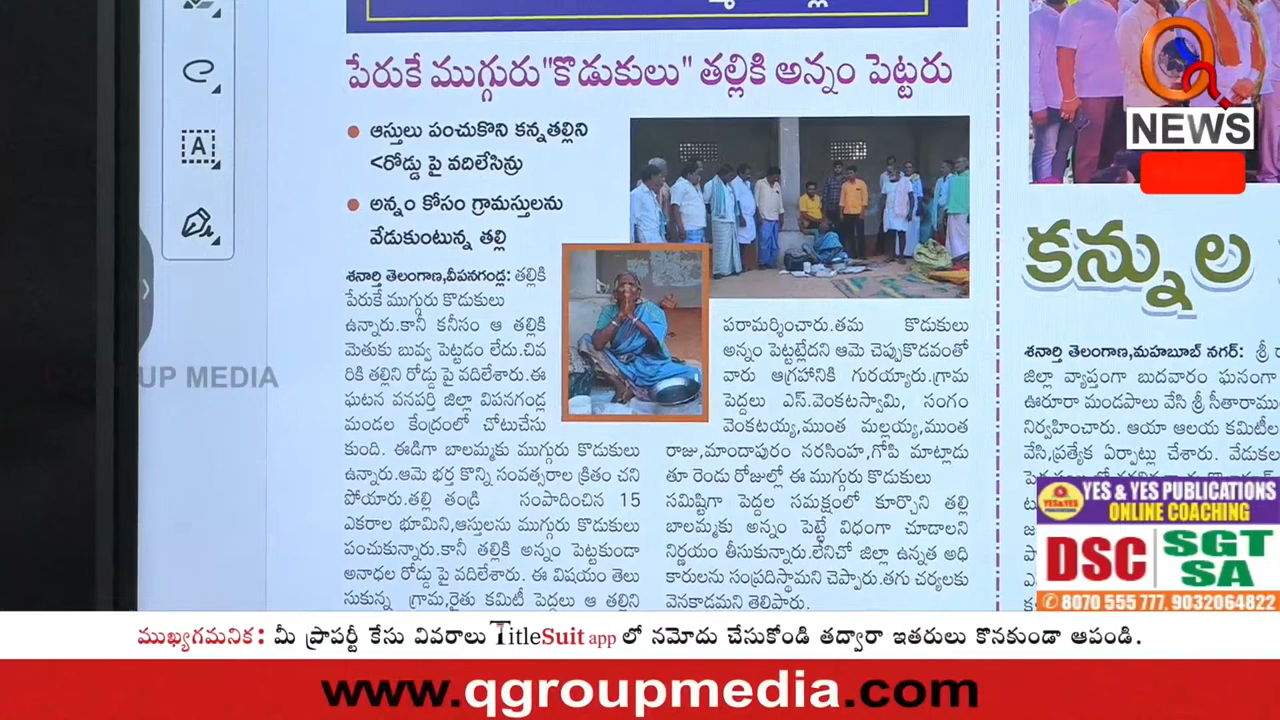 పేరుకే ముగ్గురు "కొడుకులు" తల్లికి అన్నం పెట్టరు
ఆస్తులు పంచుకొని కన్నతల్లిని
<రోడ్డు పై వదిలేసిన్రు
అన్నం కోసం గ్రామస్తులను
వేడుకుంటున్న తల్లి
శనార్తి తెలంగాణ,వీపనగండ్ల: తల్లికి
పేరుకే ముగ్గురు కొడుకులు
ఉన్నారు.కానీ కనీసం ఆ తల్లికి
మెతుకు బువ్వ పెట్టడం లేదు.చివ
రికి తల్లిని రోడ్డు పై వదిలేశారు.ఈ
ఘటన వనపర్తి జిల్లా విపనగండ్ల
మండల కేంద్రంలో చోటుచేసు
కుంది. ఈడిగా బాలమ్మకు ముగ్గురు కొడుకులు
ఉన్నారు.ఆమె భర్త కొన్ని సంవత్సరాల క్రితం చని
పోయారు.తల్లి తండ్రి సంపాదించిన 15
ఎకరాల భూమిని,ఆస్తులను ముగ్గురు కొడుకులు
పంచుకున్నారు.కానీ తల్లికి అన్నం పెట్టకుండా
అనాధల రోడ్డు పై వదిలేశారు. ఈ విషయం తెలు
సుకున్న గ్రామ,రైతు కమిటీ పెద్దలు ఆ తల్లిని
పరామర్శించారు.తమ కొడుకులు
అన్నం పెట్టట్లేదని ఆమె చెప్పుకొడవంతో
వారు ఆగ్రహానికి గురయ్యారు.గ్రామ
పెద్దలు ఎస్.వెంకటస్వామి, సంగం
వెంకటయ్య,ముంత మల్లయ్య,ముంత
రాజు,మాందాపురం నరసింహ,గోపి మాట్లాడు
తూ రెండు రోజుల్లో ఈ ముగ్గురు కొడుకులు
సమిష్టిగా పెద్దల సమక్షంలో కూర్చొని తల్లి
బాలమ్మకు అన్నం పెట్టే విధంగా చూడాలని
నిర్ణయం తీసుకున్నారు.లేనిచో జిల్లా ఉన్నత అధి
కారులను సంప్రదిస్థామని చెప్పారు.తగు చర్యలకు
వెనకాడమని తెలిపారు.
కన్నుల
శనార్తి తెలంగాణ,మహబూబ్ నగర్: శ్రీ
జిల్లా వ్యాప్తంగా బుదవారం ఘనంగా
ఊరూరా మండపాలు వేసి శ్రీ సీతారాము
నిర్వహించారు. ఆయా ఆలయ కమిటీల
వేసి,ప్రత్యేక ఏర్పాట్లు చేశారు. వేడుకల
Q
NEWS
UP MEDIA
A
YES & YES PUBLICATIONS
ONLINE COACHING
DSC SGT
SA
8070 555 777, 9032064822
ముఖ్యగమనిక: మీ ప్రాపర్టీ కేసు వివరాలు TitleSuit app లో నమోదు చేసుకోండి తద్వారా ఇతరులు కొనకుండా ఆపండి.
www.qgroupmedia.com